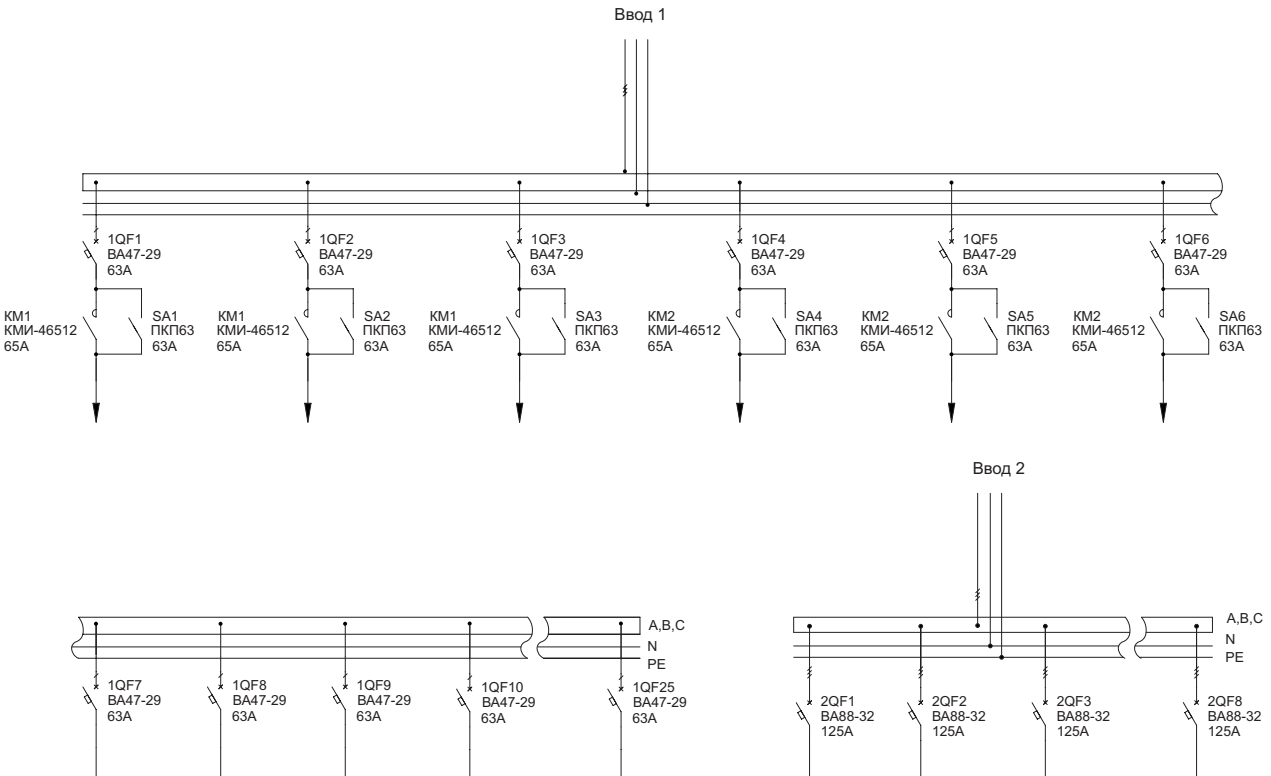 Ввод 1
1QF1
ВА47-29
63А
1QF2
ВА47-29
63А
1QF3
ВА47-29
63А
1QF4
ВА47-29
63А
1QF5
ВА47-29
63А
1QF6
ВА47-29
63А
КМ1
КМИ-46512
65А
SA1
ПКП63
63А
КМ1
КМИ-46512
65А
SA2
ПКП63
63А
КМ1
КМИ-46512
65А
SA3
ПКП63
63А
КМ2
КМИ-46512
65А
SA4
ПКП63
63А
КМ2
КМИ-46512
65А
SA5
ПКП63
63А
КМ2
КМИ-46512
65А
SA6
ПКП63
63А
Ввод 2
A,B,C
N
PE
1QF7
ВА47-29
63А
1QF8
ВА47-29
63А
1QF9
ВА47-29
63А
1QF10
ВА47-29
63А
1QF25
ВА47-29
63А
A,B,C
N
PE
2QF1
ВА88-32
125А
2QF2
ВА88-32
125А
2QF3
ВА88-32
125А
2QF8
ВА88-32
125А